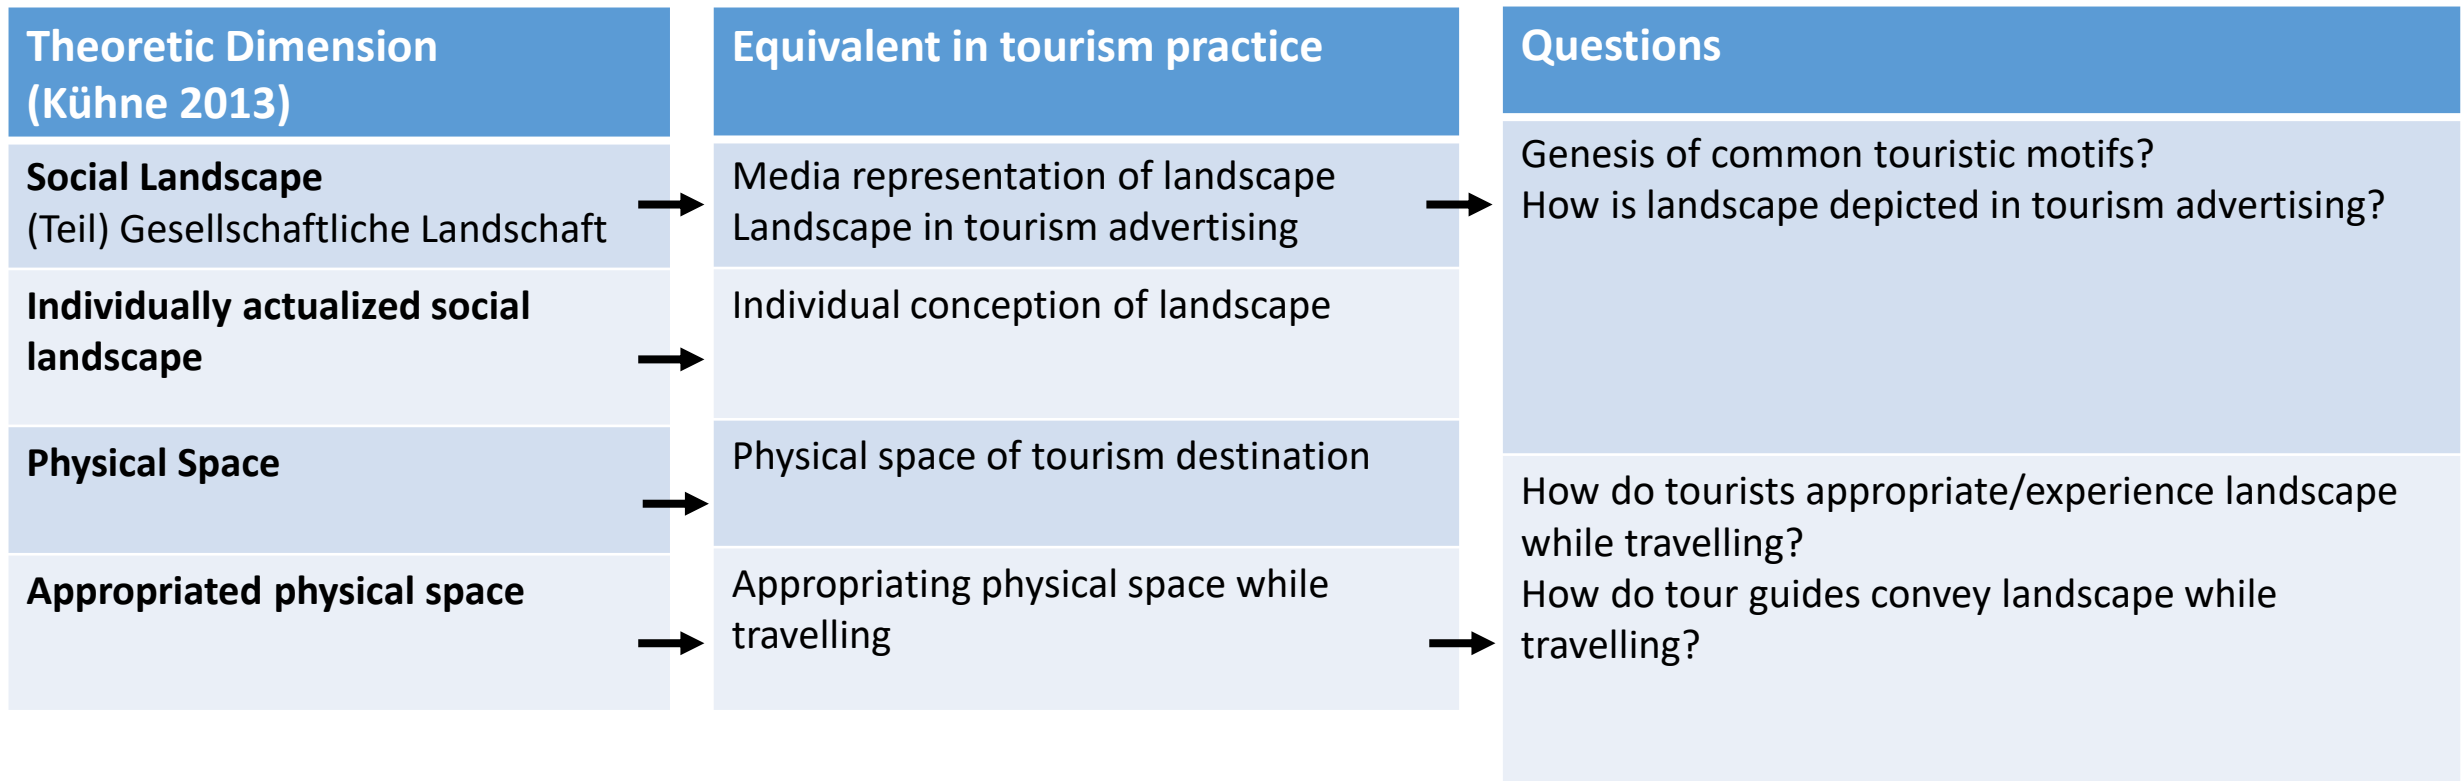 Theoretic Dimension
(Kühne 2013)
Equivalent in tourism practice
Questions
Social Landscape
(Teil) Gesellschaftliche Landschaft
Media representation of landscape
Landscape in tourism advertising
Genesis of common touristic motifs?
How is landscape depicted in tourism advertising?
Individually actualized social
landscape
Individual conception of landscape
Physical Space
Physical space of tourism destination
Appropriated physical space
Appropriating physical space while
travelling
How do tourists appropriate/experience landscape
while travelling?
How do tour guides convey landscape while
travelling?